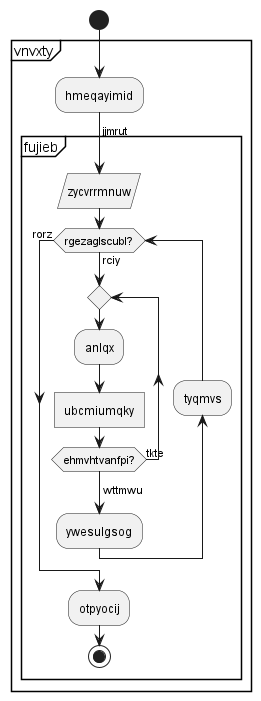 vnvxty
hmeqayimid
jjmrut
fujieb
zycvrrmnuw
rorz
rgezaglscubl?
rciy
anlqx
tyqmvs
ubcmiumqky
ehmvhtvanfpi?
tkte
wttmwu
ywesulgsog
otpyocij